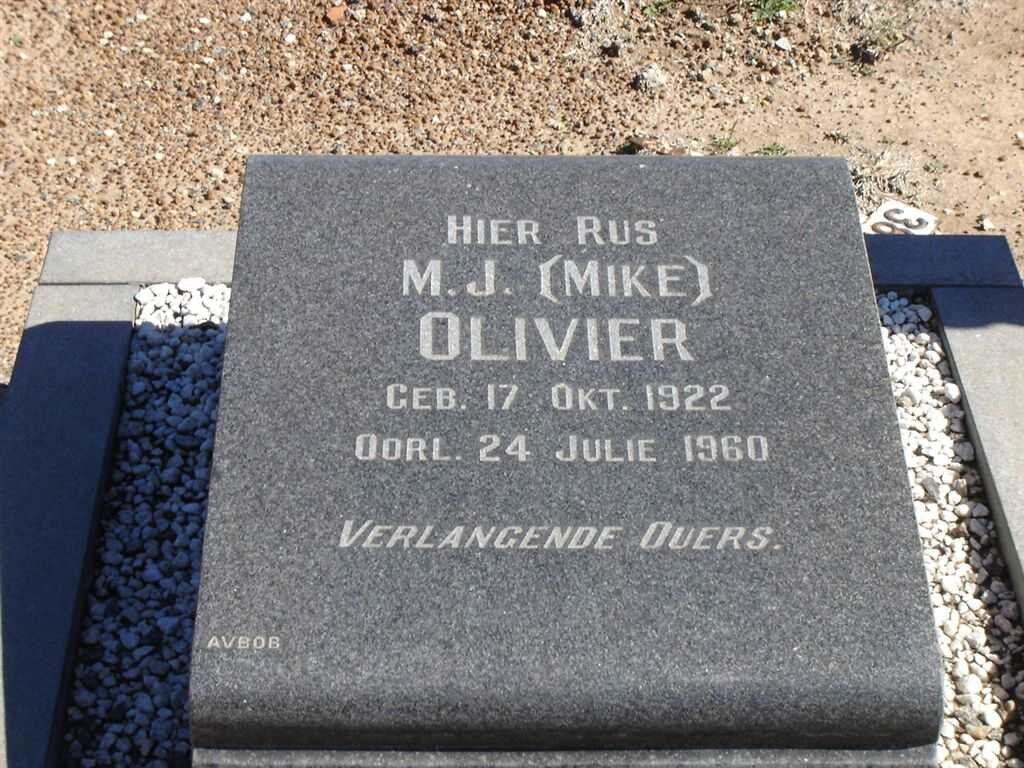 HIER RUS
M.J. (MIKE)
OLIVIER
GEB. 17 OKT. 1922
OORL. 24 JULIE 1960
VERLANGENDE OUERS.
AVBOB